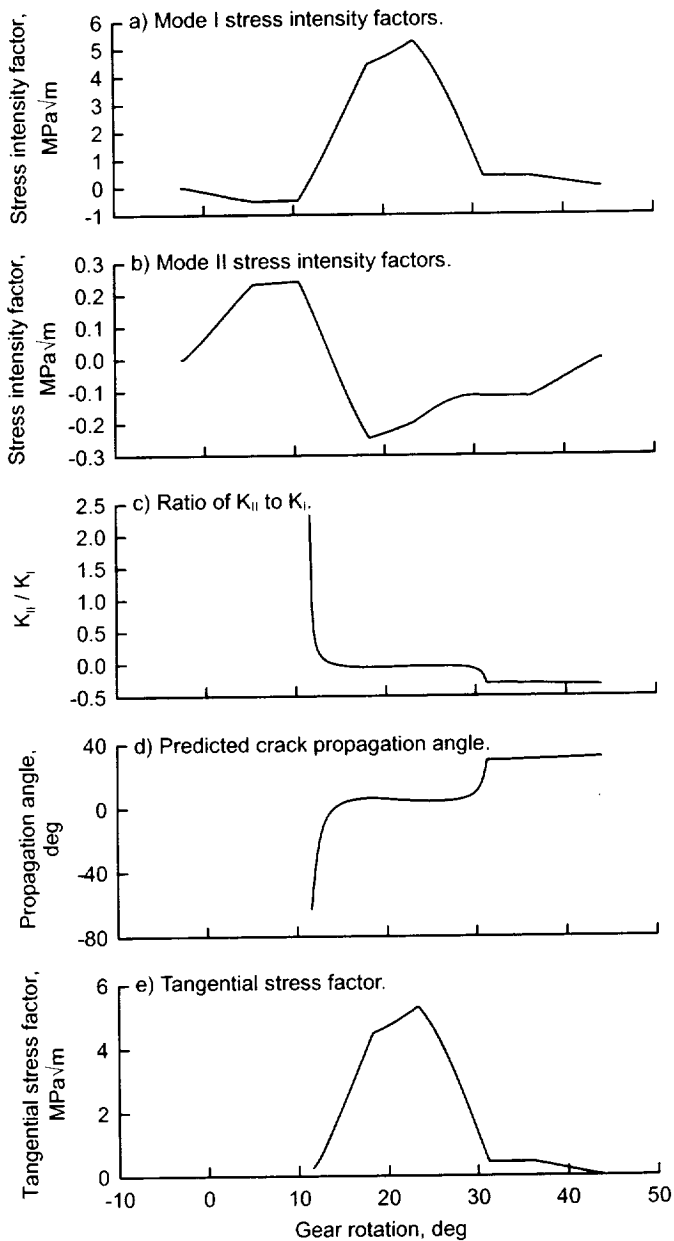 a) Mode I stress intensity factors.
Stress intensity factor,
MPa√m
6
5
4
3
2
1
0
-1
b) Mode II stress intensity factors.
Stress intensity factor,
MPa√m
0.3
0.2
0.1
0.0
-0.1
-0.2
-0.3
c) Ratio of K_II to K_I.
K_II / K_I
2.5
2.0
1.5
1.0
0.5
0.0
-0.5
d) Predicted crack propagation angle.
Propagation angle,
deg
40
0
-40
-80
e) Tangential stress factor.
Tangential stress factor,
MPa√m
6
4
2
0
-10 0 10 20 30 40 50
Gear rotation, deg